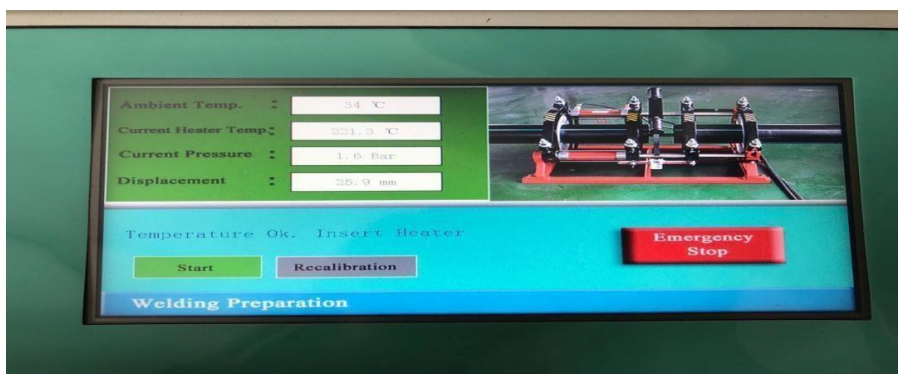 Ambient Temp. : 34 ℃
Current Heater Temp: 221.3 ℃
Current Pressure : 1.6 Bar
Displacement : 25.9 mm
Temperature Ok. Insert Heater
Emergency
Stop
Start
Recalibration
Welding Preparation